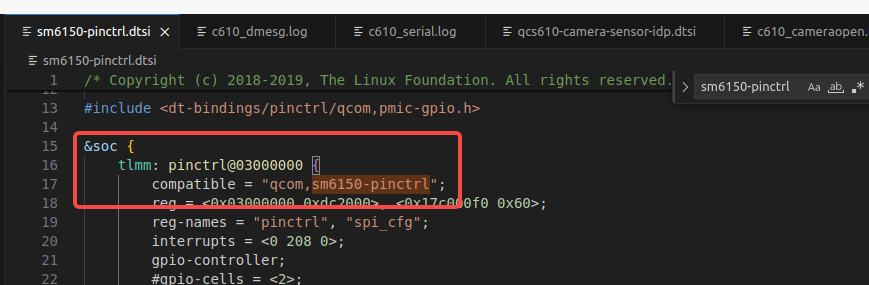 sm6150-pinctrl.dtsi × c610_dmesg.log c610_serial.log qcs610-camera-sensor-idp.dtsi c610_cameraopen.
sm6150-pinctrl.dtsi
1 /* Copyright (c) 2018-2019, The Linux Foundation. All rights reserved. > sm6150-pinctrl Aa ab .*
13 #include <dt-bindings/pinctrl/qcom,pmic-gpio.h>
14
15 &soc {
16 tlmm: pinctrl@03000000 {
17 compatible = "qcom,sm6150-pinctrl";
18 reg = <0x03000000 0xdc2000>, <0x17c000f0 0x60>;
19 reg-names = "pinctrl", "spi_cfg";
20 interrupts = <0 208 0>;
21 gpio-controller;
22 #gpio-cells = <2>;